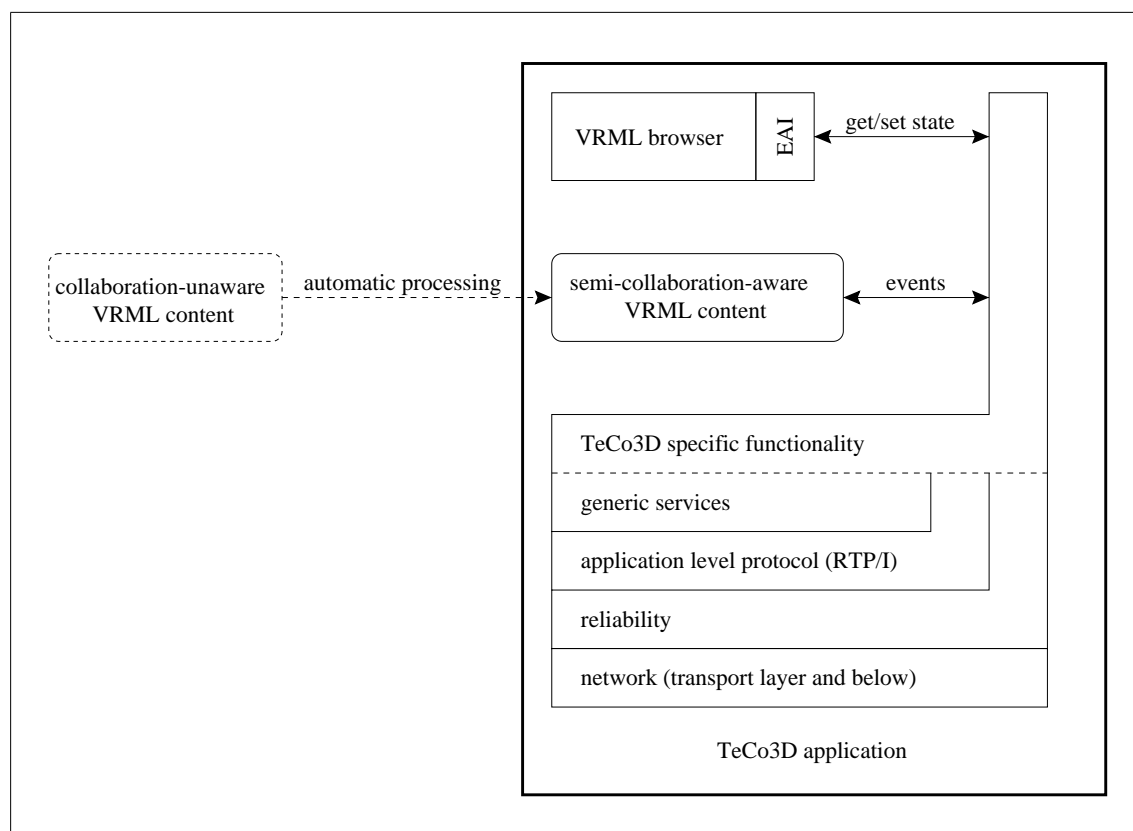 VRML browser
EAI
get/set state
collaboration-unaware
VRML content
automatic processing
semi-collaboration-aware
VRML content
events
TeCo3D specific functionality
generic services
application level protocol (RTP/I)
reliability
network (transport layer and below)
TeCo3D application